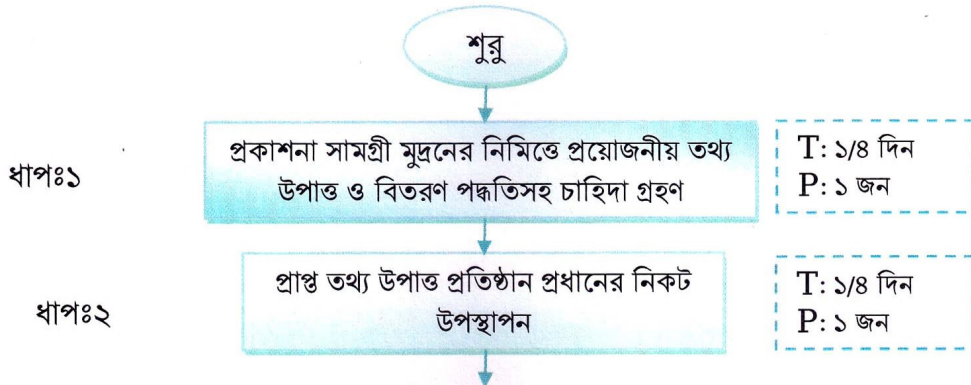 শুরু
ধাপঃ১
প্রকাশনা সামগ্রী মুদ্রনের নিমিত্তে প্রয়োজনীয় তথ্য
উপাত্ত ও বিতরণ পদ্ধতিসহ চাহিদা গ্রহণ
T: ১/৪ দিন
P: ১ জন
ধাপঃ২
প্রাপ্ত তথ্য উপাত্ত প্রতিষ্ঠান প্রধানের নিকট
উপস্থাপন
T: ১/৪ দিন
P: ১ জন